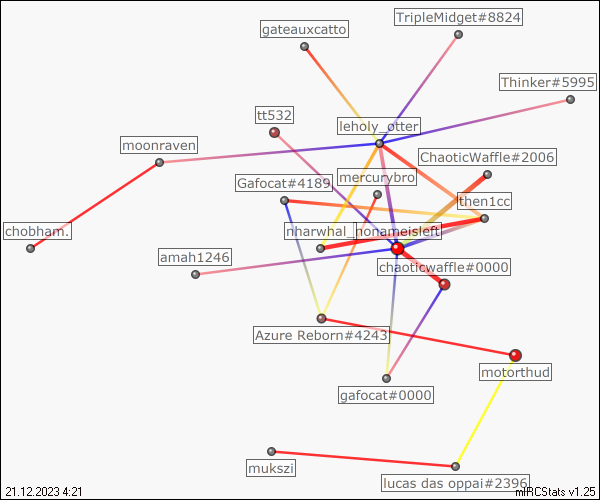 TripleMidget#8824
gateauxcatto
Thinker#5995
tt532
leholy_otter
moonraven
ChaoticWaffle#2006
mercurybro
Gafocat#4189
then1cc
chobham.
nharwhal_
nonameisleft
amah1246
chaoticwaffle#0000
Azure Reborn#4243
motorthud
gafocat#0000
mukszi
lucas das oppai#2396
21.12.2023 4:21
mIRCStats v1.25